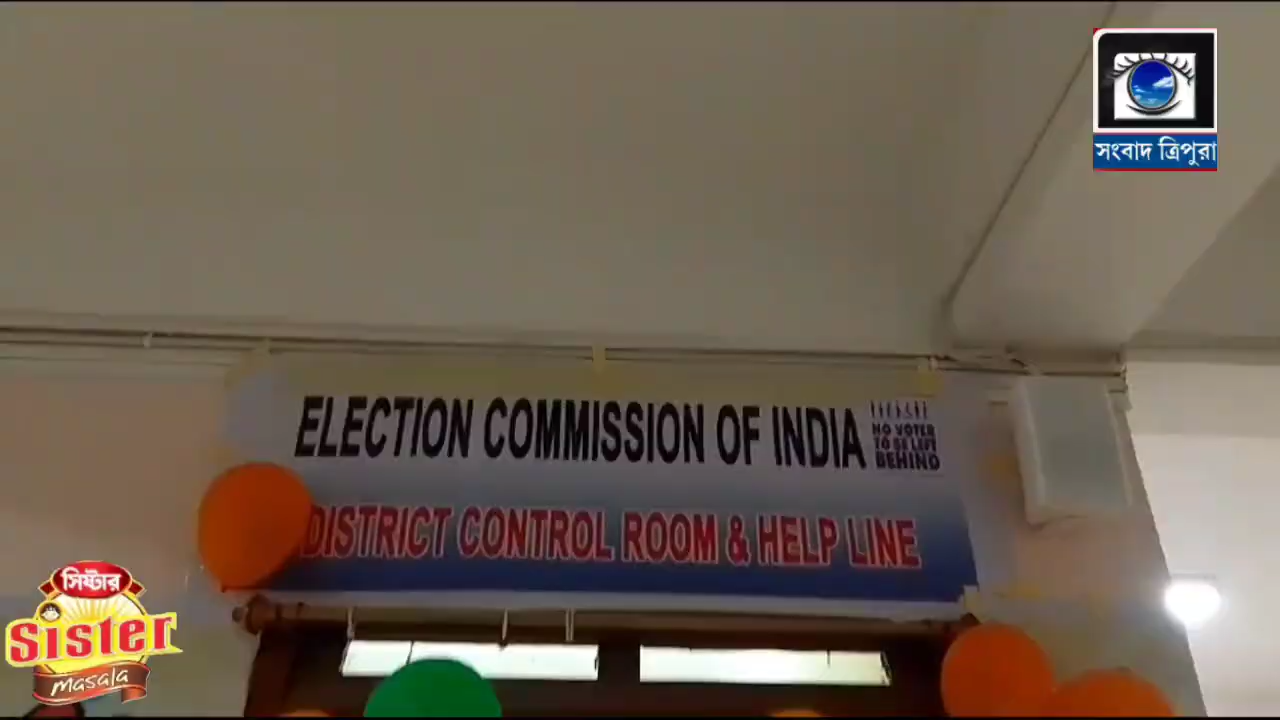 সংবাদ ত্রিপুরা
ELECTION COMMISSION OF INDIA
NO VOTER
TO BE LEFT
BEHIND
DISTRICT CONTROL ROOM & HELP LINE
সিষ্টার
Sister
masala